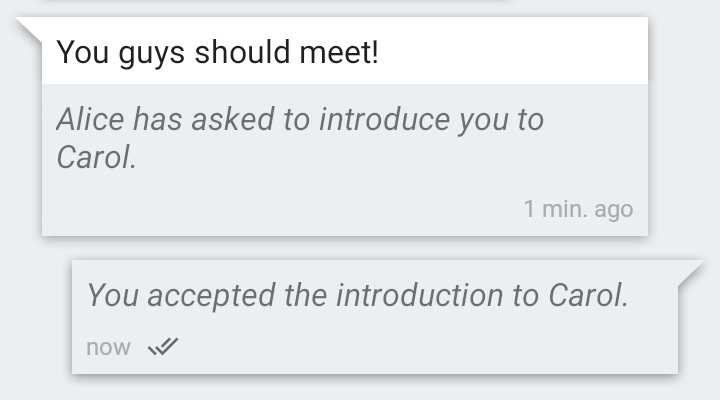 You guys should meet!
Alice has asked to introduce you to
Carol.
1 min. ago
You accepted the introduction to Carol.
now